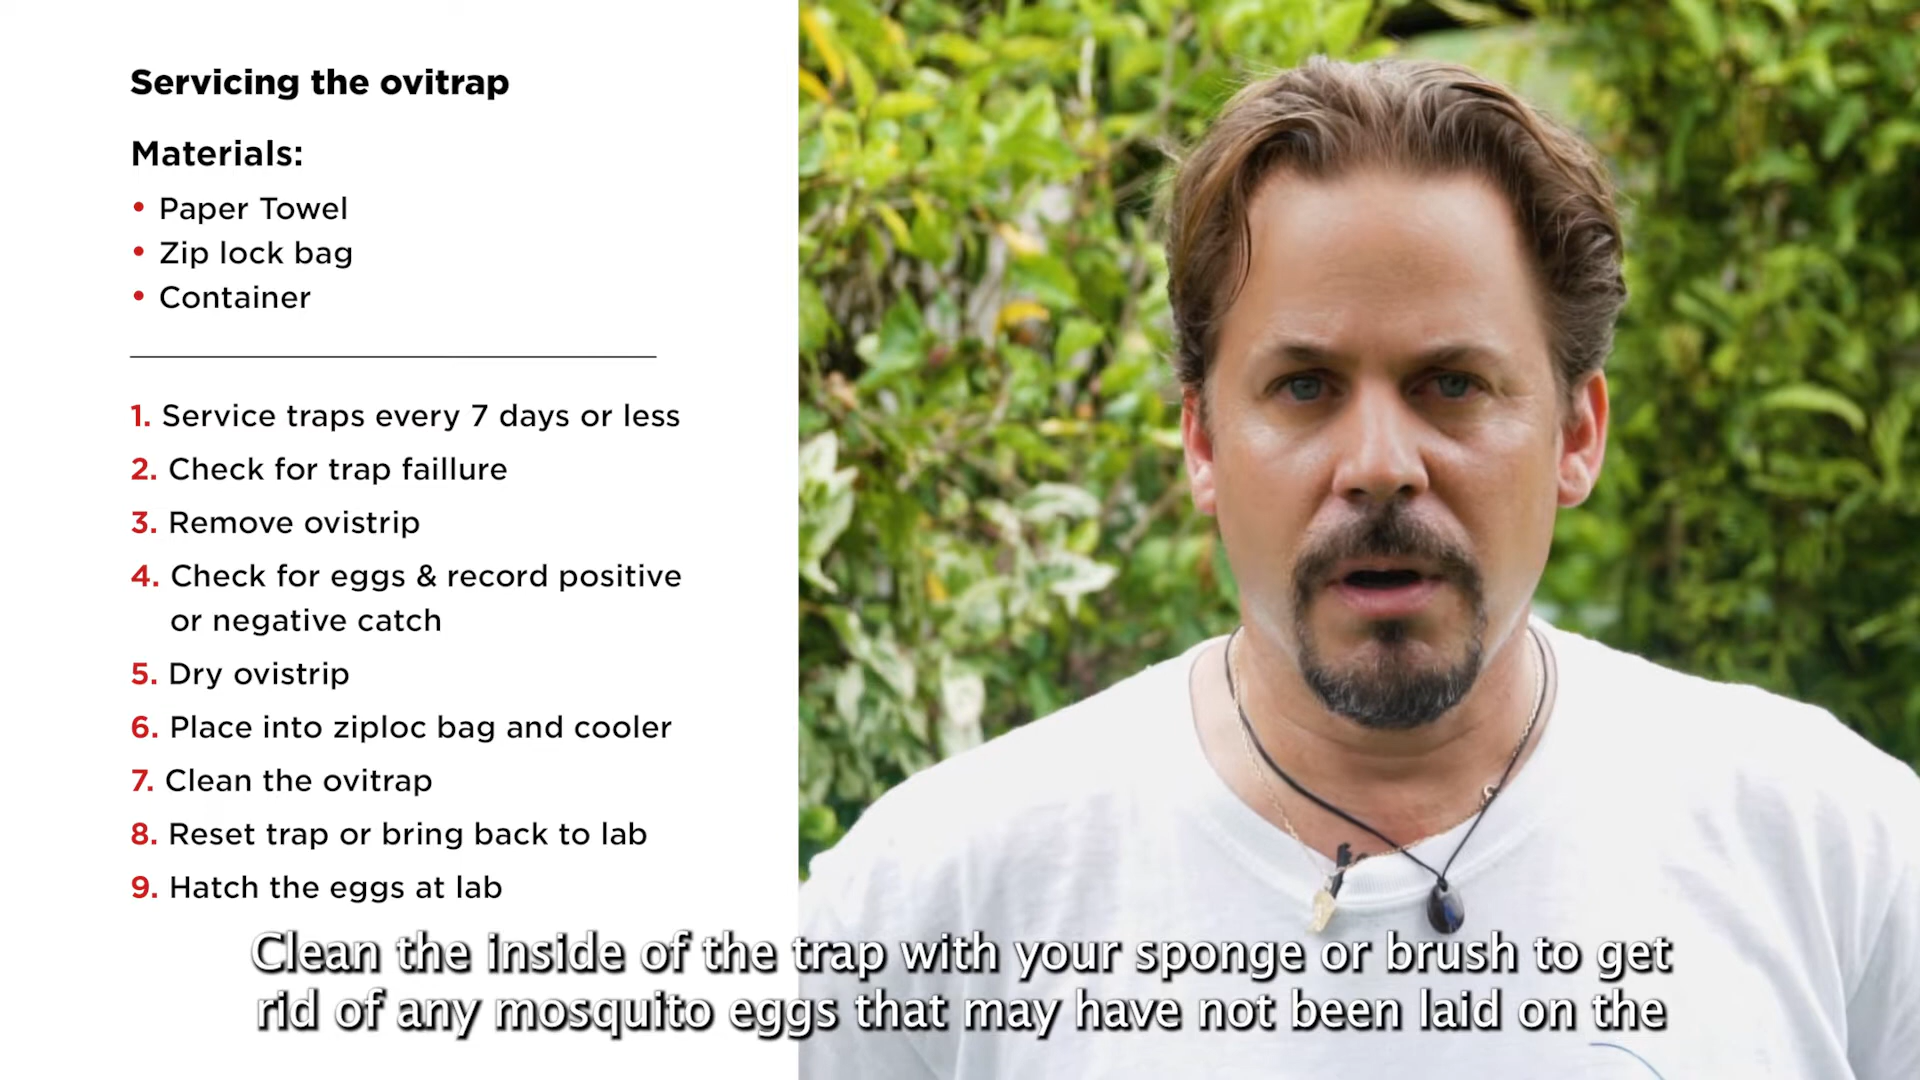 Servicing the ovitrap
Materials:
• Paper Towel
• Zip lock bag
• Container
1. Service traps every 7 days or less
2. Check for trap faillure
3. Remove ovistrip
4. Check for eggs & record positive
or negative catch
5. Dry ovistrip
6. Place into ziploc bag and cooler
7. Clean the ovitrap
8. Reset trap or bring back to lab
9. Hatch the eggs at lab
Clean the inside of the trap with your sponge or brush to get
rid of any mosquito eggs that may have not been laid on the